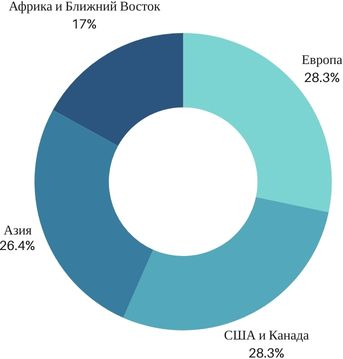 Африка и Ближний Восток
17%
Европа
28.3%
Азия
26.4%
США и Канада
28.3%